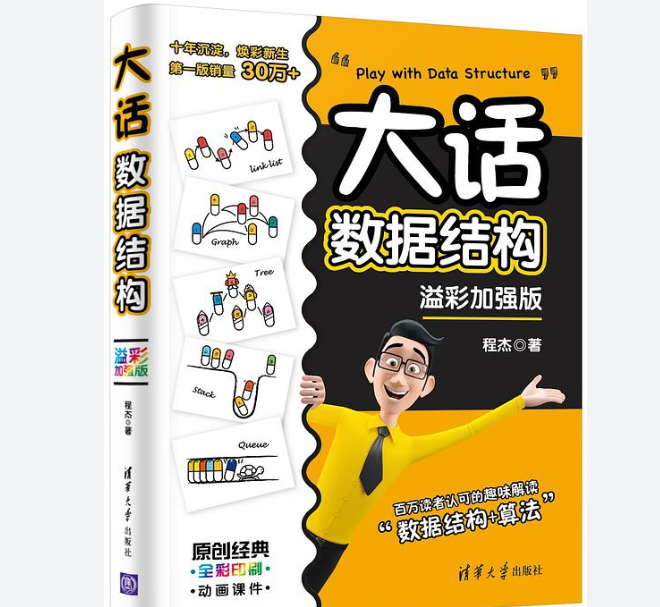 大话
数据结构
溢彩
加强版
程杰◎著
清华大学出版社
十年沉淀，焕彩新生
第一版销量 30万+
link list
Graph
Tree
Stack
Queue
原创经典
·全彩印刷·
动画课件·
“ Play with Data Structure ”
大话
数据结构
溢彩加强版
程杰◎著
百万读者认可的趣味解读
“数据结构+算法”
清华大学出版社